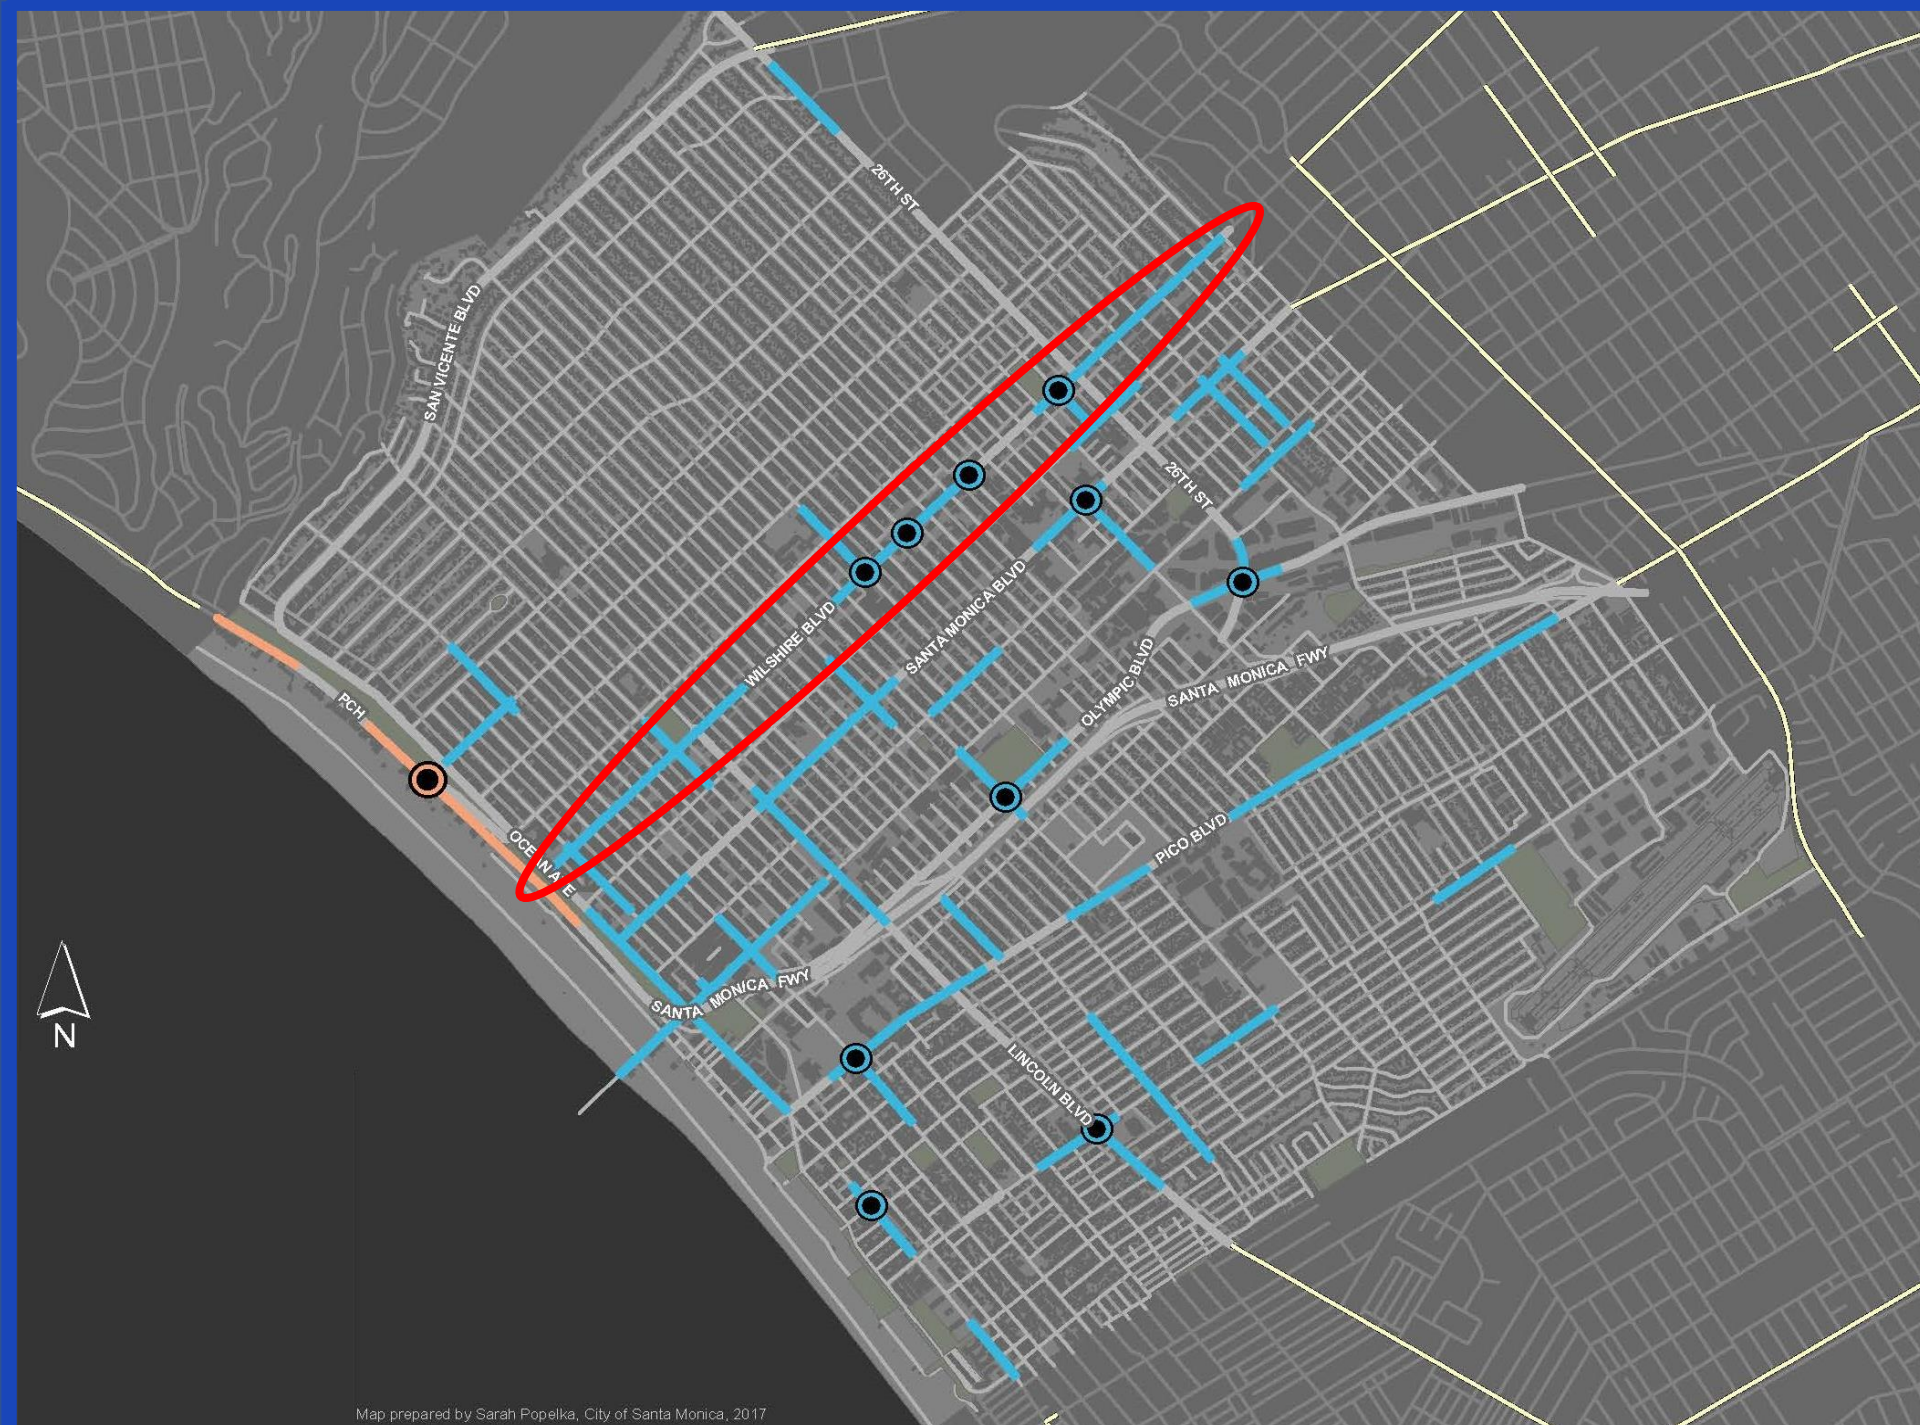 26TH ST
SAN VICENTE BLVD
26TH ST
WILSHIRE BLVD
SANTA MONICA BLVD
OLYMPIC BLVD
SANTA MONICA FWY
PCH
OCEAN AVE
PICO BLVD
SANTA MONICA FWY
LINCOLN BLVD
N
Map prepared by Sarah Popelka, City of Santa Monica, 2017